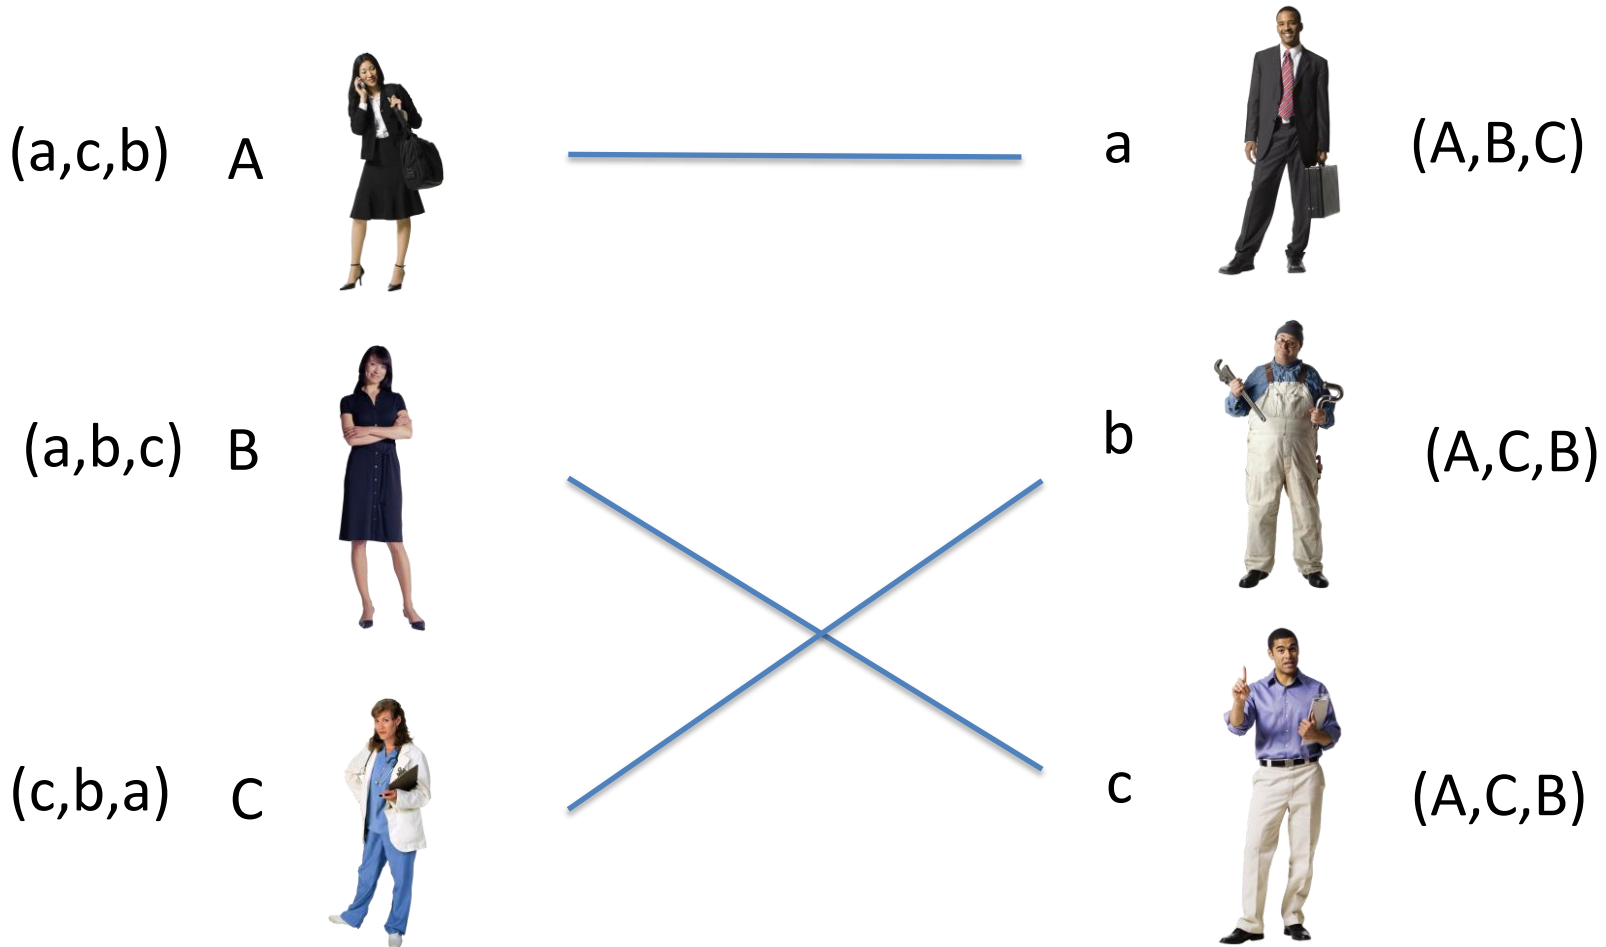 (a,c,b) A a (A,B,C)
(a,b,c) B b (A,C,B)
(c,b,a) C c (A,C,B)